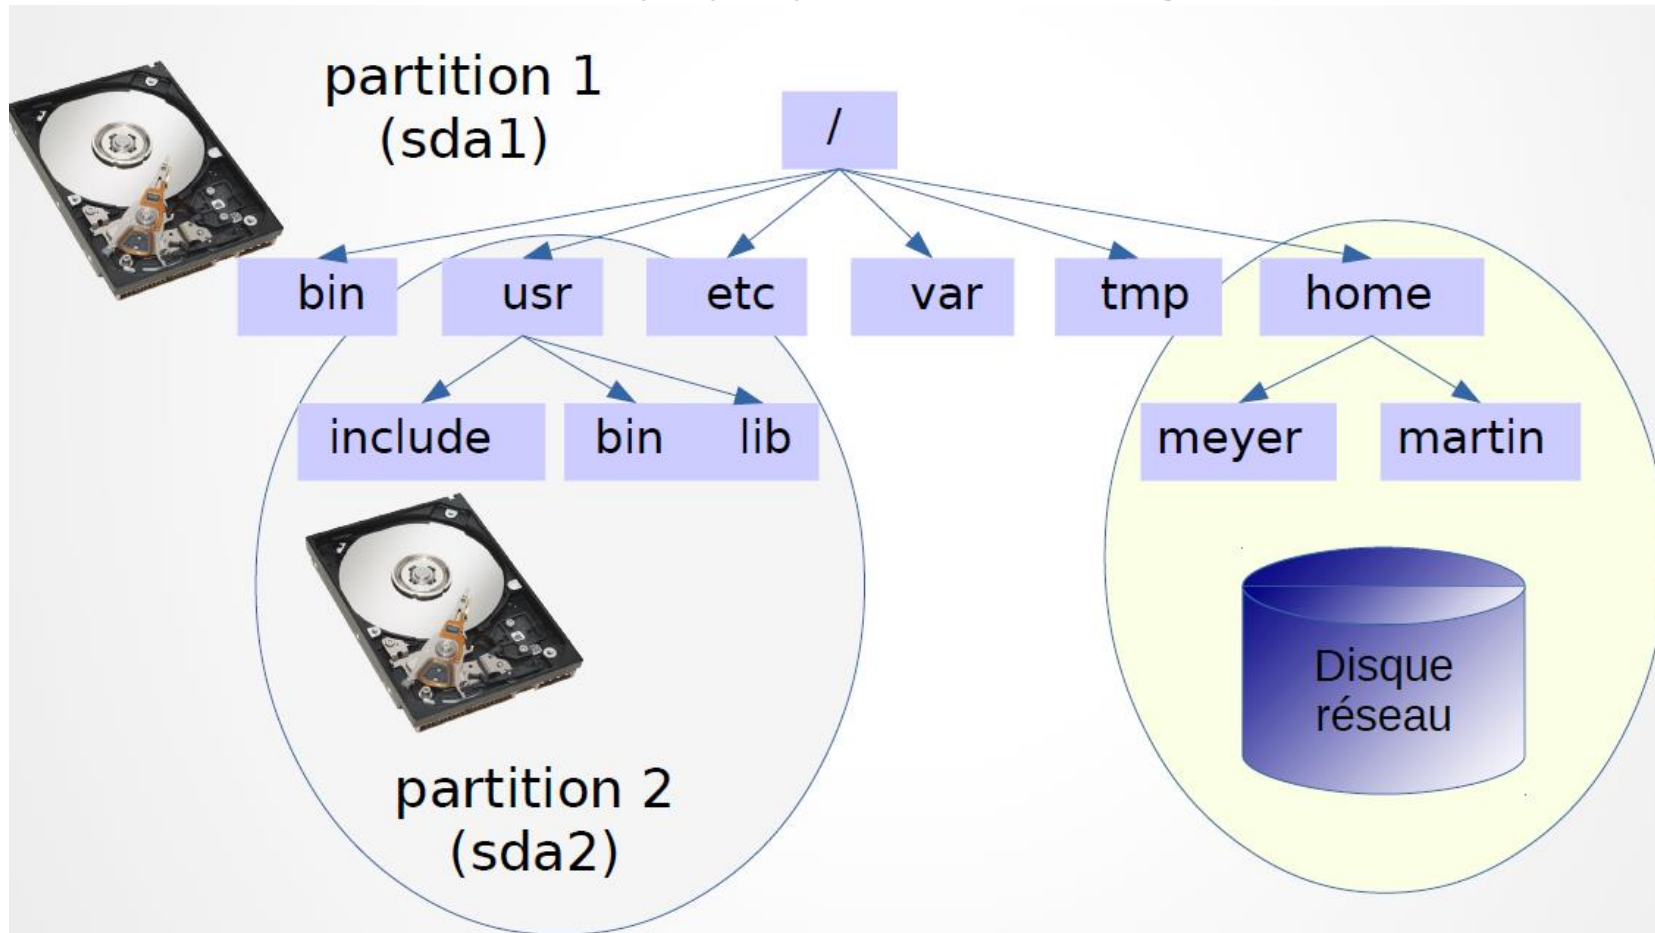 partition 1
(sda1)
/
bin usr etc var tmp home
include bin lib meyer martin
Disque
réseau
partition 2
(sda2)